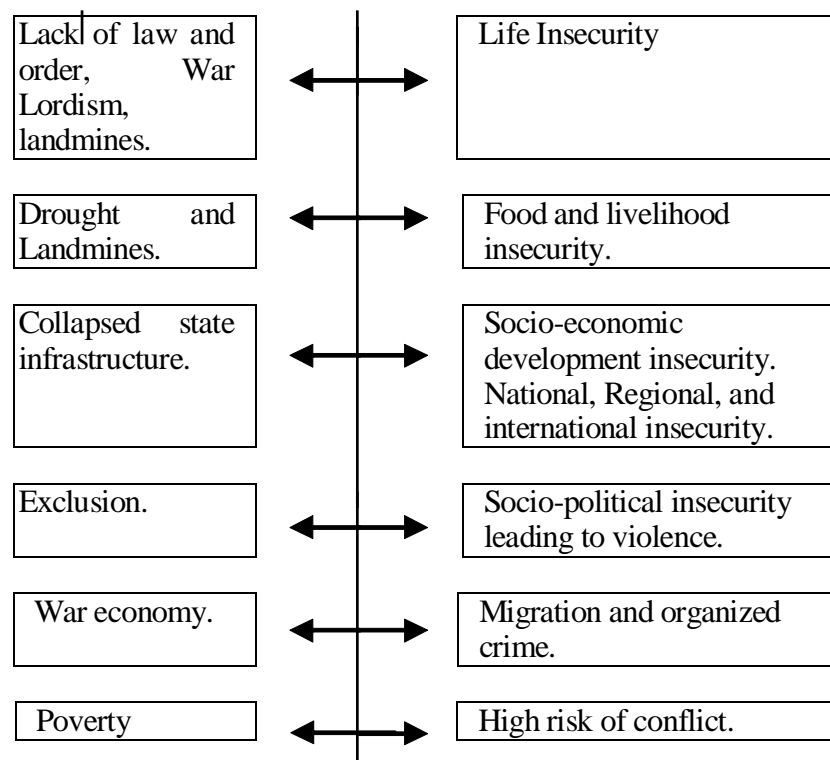 Lack of law and
order, War
Lordism,
landmines.
Life Insecurity
Drought and
Landmines.
Food and livelihood
insecurity.
Collapsed state
infrastructure.
Socio-economic
development insecurity.
National, Regional, and
international insecurity.
Exclusion.
Socio-political insecurity
leading to violence.
War economy.
Migration and organized
crime.
Poverty
High risk of conflict.